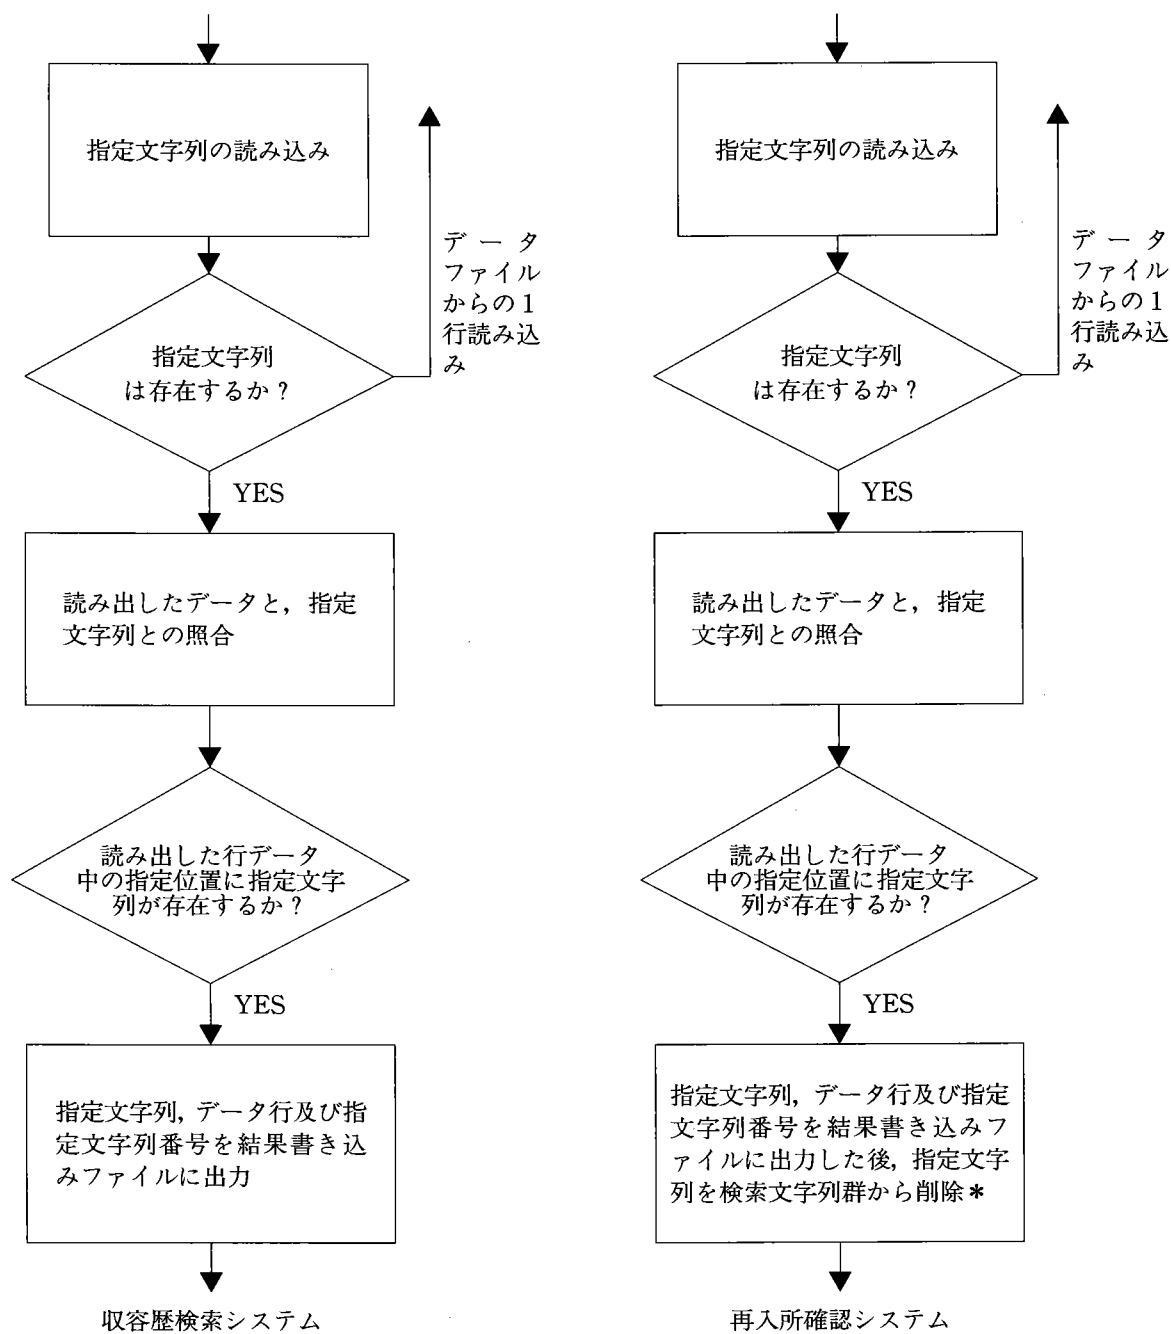 指定文字列の読み込み
データ
ファイル
からの1
行読み込
み
指定文字列
は存在するか？
YES
読み出したデータと，指定
文字列との照合
読み出した行データ
中の指定位置に指定文字
列が存在するか？
YES
指定文字列，データ行及び指
定文字列番号を結果書き込
みファイルに出力
収容歴検索システム
指定文字列の読み込み
データ
ファイル
からの1
行読み込
み
指定文字列
は存在するか？
YES
読み出したデータと，指定
文字列との照合
読み出した行データ
中の指定位置に指定文字
列が存在するか？
YES
指定文字列，データ行及び指定
文字列番号を結果書き込みフ
ァイルに出力した後，指定文字
列を検索文字列群から削除＊
再入所確認システム